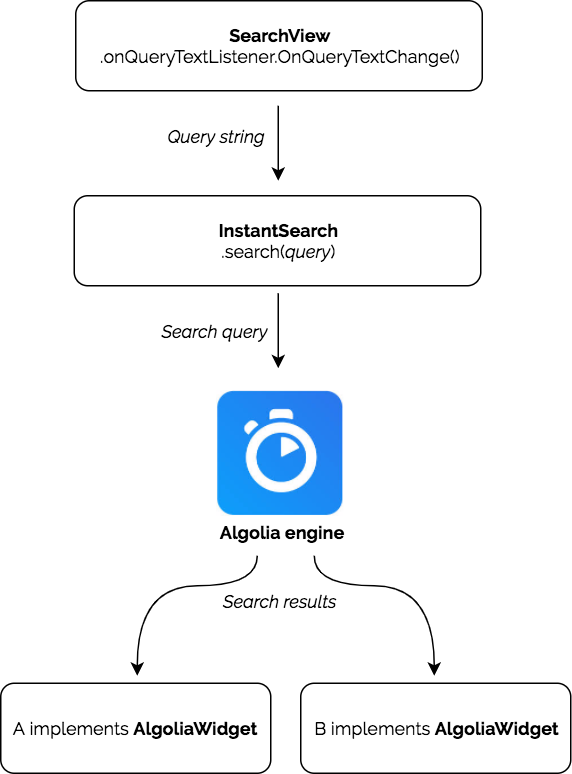 SearchView
.onQueryTextListener.OnQueryTextChange()
Query string
InstantSearch
.search(query)
Search query
Algolia engine
Search results
A implements AlgoliaWidget
B implements AlgoliaWidget